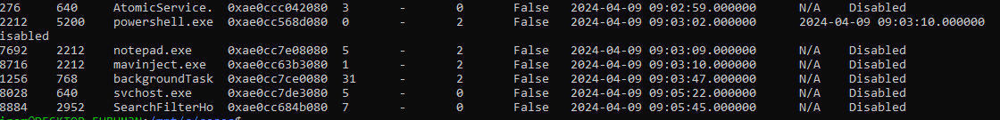 276 640 AtomicService. 0xae0ccc042080 3 - 0 False 2024-04-09 09:02:59.000000 N/A Disabled
2212 5200 powershell.exe 0xae0cc568d080 0 - 2 False 2024-04-09 09:03:02.000000 2024-04-09 09:03:10.000000
isabled
7692 2212 notepad.exe 0xae0cc7e08080 5 - 2 False 2024-04-09 09:03:09.000000 N/A Disabled
8716 2212 mavinject.exe 0xae0cc63b3080 1 - 2 False 2024-04-09 09:03:10.000000 N/A Disabled
1256 768 backgroundTask 0xae0cc7ce0080 31 - 2 False 2024-04-09 09:03:47.000000 N/A Disabled
8028 640 svchost.exe 0xae0cc7de3080 5 - 0 False 2024-04-09 09:05:22.000000 N/A Disabled
8884 2952 SearchFilterHo 0xae0cc684b080 7 - 0 False 2024-04-09 09:05:45.000000 N/A Disabled